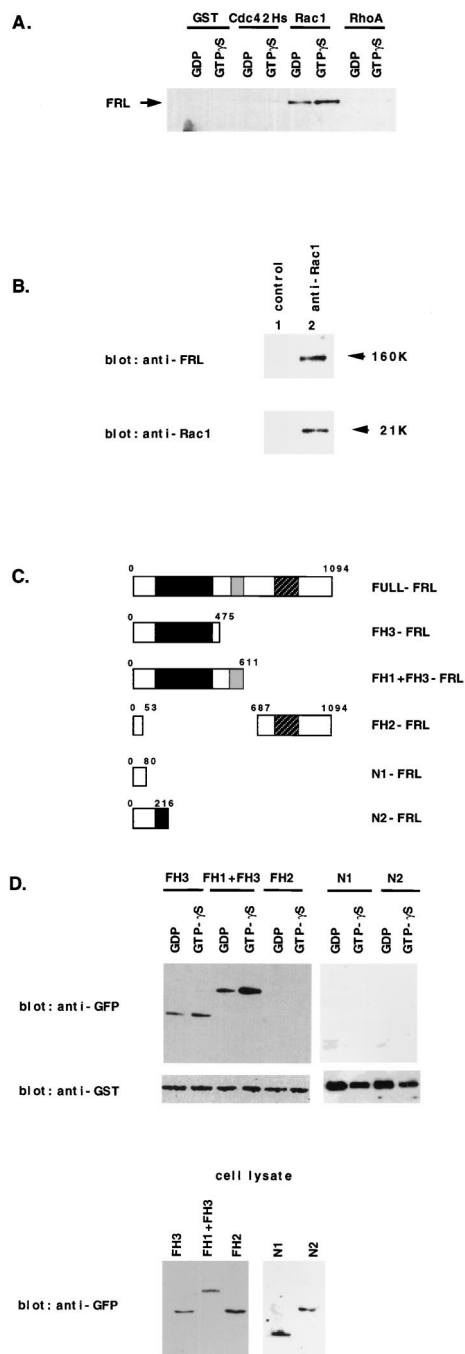 A.
GST Cdc42Hs Rac1 RhoA
GDP GTPγS GDP GTPγS GDP GTPγS GDP GTPγS
FRL
B.
control anti-Rac1
1 2
blot: anti-FRL 160K
blot: anti-Rac1 21K
C.
0 1094
FULL-FRL
0 475
FH3-FRL
0 611
FH1+FH3-FRL
0 53 687 1094
FH2-FRL
0 80
N1-FRL
0 216
N2-FRL
D.
FH3 FH1+FH3 FH2 N1 N2
GDP GTP-γS GDP GTP-γS GDP GTP-γS GDP GTP-γS GDP GTP-γS
blot: anti-GFP
blot: anti-GST
cell lysate
FH3 FH1+FH3 FH2 N1 N2
blot: anti-GFP